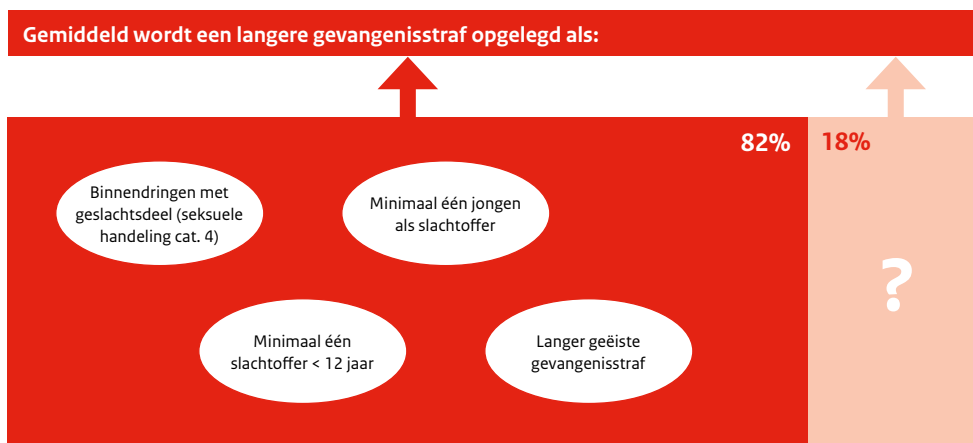 Gemiddeld wordt een langere gevangenisstraf opgelegd als:
82%
18%
Binnendringen met
geslachtsdeel (seksuele
handeling cat. 4)
Minimaal één jongen
als slachtoffer
?
Minimaal één
slachtoffer < 12 jaar
Langer geëiste
gevangenisstraf